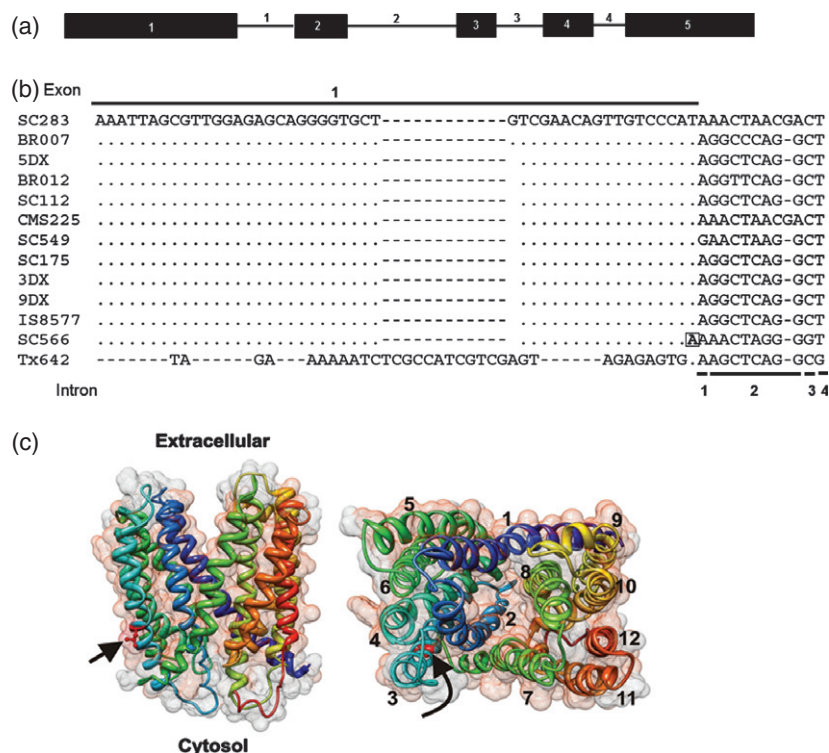 (a)
1 1 2 2 3 3 4 4 5
(b)
Exon 1
SC283 AAATTAGCGTTGGAGAGCAGGGGTGCT------------GTCGAACAGTTGTCCCATAAACTAACGACT
BR007 ........................... ------------ ..................AGGCCCAG-GCT
5DX ........................... ------------ ..................AGGCTCAG-GCT
BR012 ........................... ------------ ..................AGGTTCAG-GCT
SC112 ........................... ------------ ..................AGGCTCAG-GCT
CMS225 ........................... ------------ ..................AAACTAACGACT
SC549 ........................... ------------ ..................GAACTAAG-GCT
SC175 ........................... ------------ ..................AGGCTCAG-GCT
3DX ........................... ------------ ..................AGGCTCAG-GCT
9DX ........................... ------------ ..................AGGCTCAG-GCT
IS8577 ........................... ------------ ..................AGGCTCAG-GCT
SC566 ........................... ------------ .................AAAACTAGG-GGT
Tx642 -------TA------GA---AAAAATCTCGCCATCGTCGAGT------AGAGAGTG.AAGCTCAG-GCG
Intron 1 2 3 4
(c)
Extracellular
5 1 9
6 8 10
4 2 12
3 7 11
Cytosol